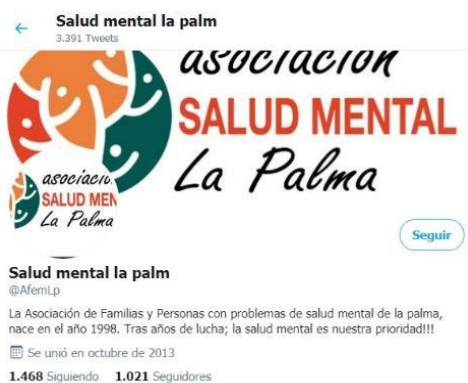 Salud mental la palm
3.391 Tweets
asociación
SALUD MENTAL
La Palma
asociació
SALUD MEN
La Palma
Seguir
Salud mental la palm
@AfemLp
La Asociación de Familias y Personas con problemas de salud mental de la palma,
nace en el año 1998. Tras años de lucha; la salud mental es nuestra prioridad!!!
Se unió en octubre de 2013
1.468 Siguiendo 1.021 Seguidores